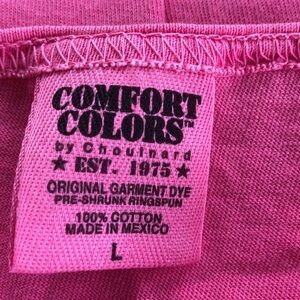 COMFORT
COLORS™
by Chouinard
★ EST. 1975 ★
ORIGINAL GARMENT DYE
PRE-SHRUNK RINGSPUN
100% COTTON
MADE IN MEXICO
L